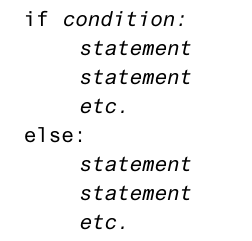 if condition:
    statement
    statement
    etc.
else:
    statement
    statement
    etc.